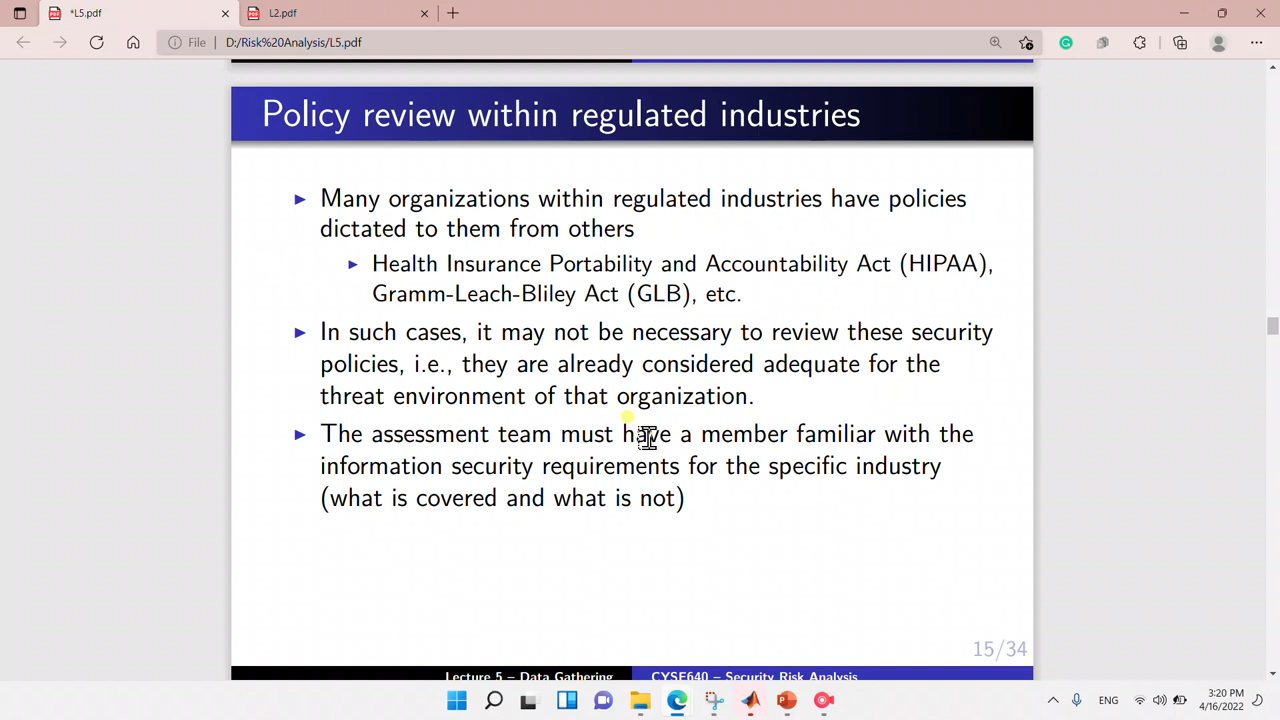 *L5.pdf
L2.pdf
File
D:/Risk%20Analysis/L5.pdf
Policy review within regulated industries
Many organizations within regulated industries have policies
dictated to them from others
Health Insurance Portability and Accountability Act (HIPAA),
Gramm-Leach-Bliley Act (GLB), etc.
In such cases, it may not be necessary to review these security
policies, i.e., they are already considered adequate for the
threat environment of that organization.
The assessment team must have a member familiar with the
information security requirements for the specific industry
(what is covered and what is not)
15/34
Lecture 5 – Data Gathering
CYSE640 – Security Risk Analysis
ENG
3:20 PM
4/16/2022